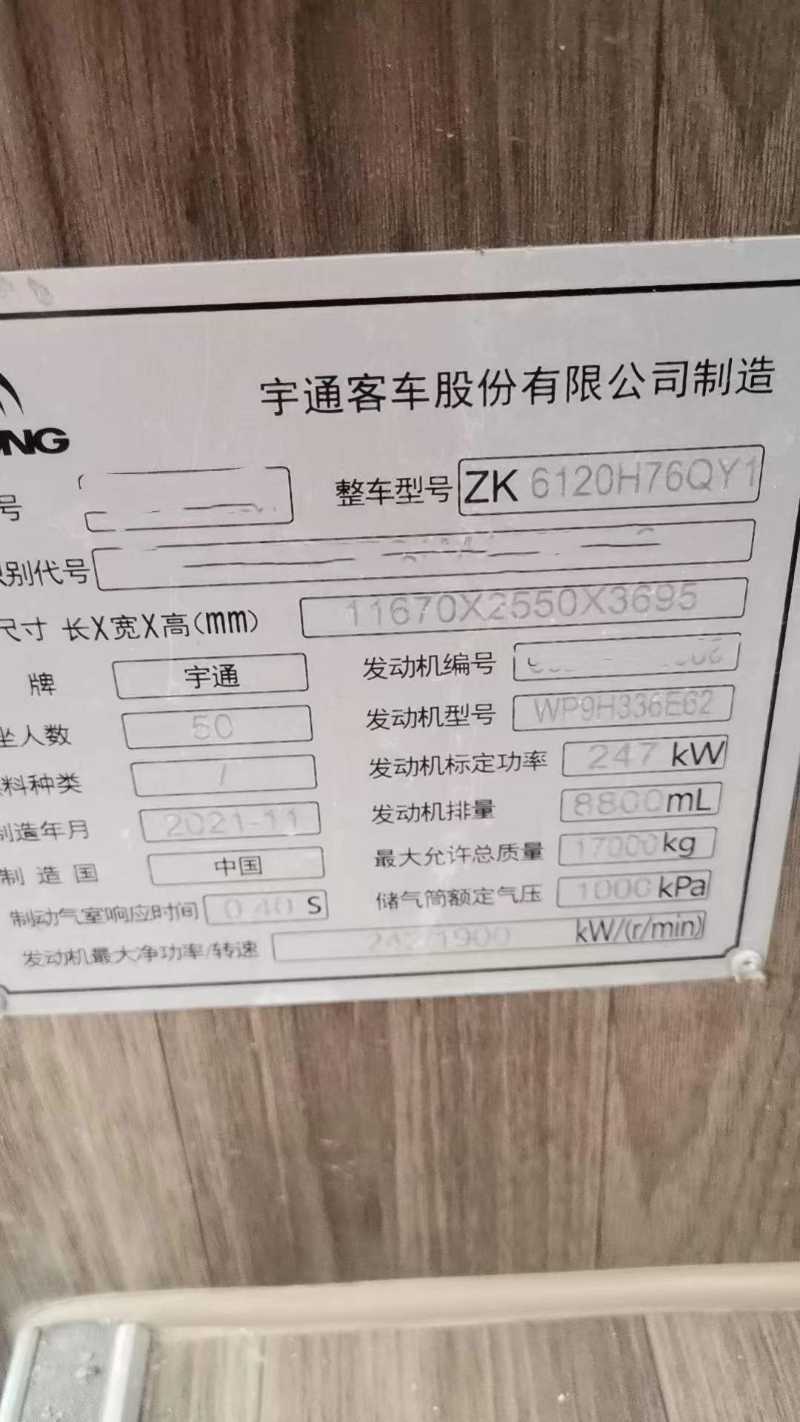 宇通客车股份有限公司制造
NG
号 整车型号 ZK 6120H76QY1
别代号
尺寸 长X宽X高(mm) 11670X2550X3695
牌 宇通 发动机编号
坐人数 50 发动机型号 WP9H336E62
料种类 / 发动机标定功率 247 kW
制造年月 2021-11 发动机排量 8800mL
制 造 国 中国 最大允许总质量 17000kg
制动气室响应时间 0.40 S 储气筒额定气压 1000 kPa
发动机最大净功率/转速 242/1900 kW/(r/min)